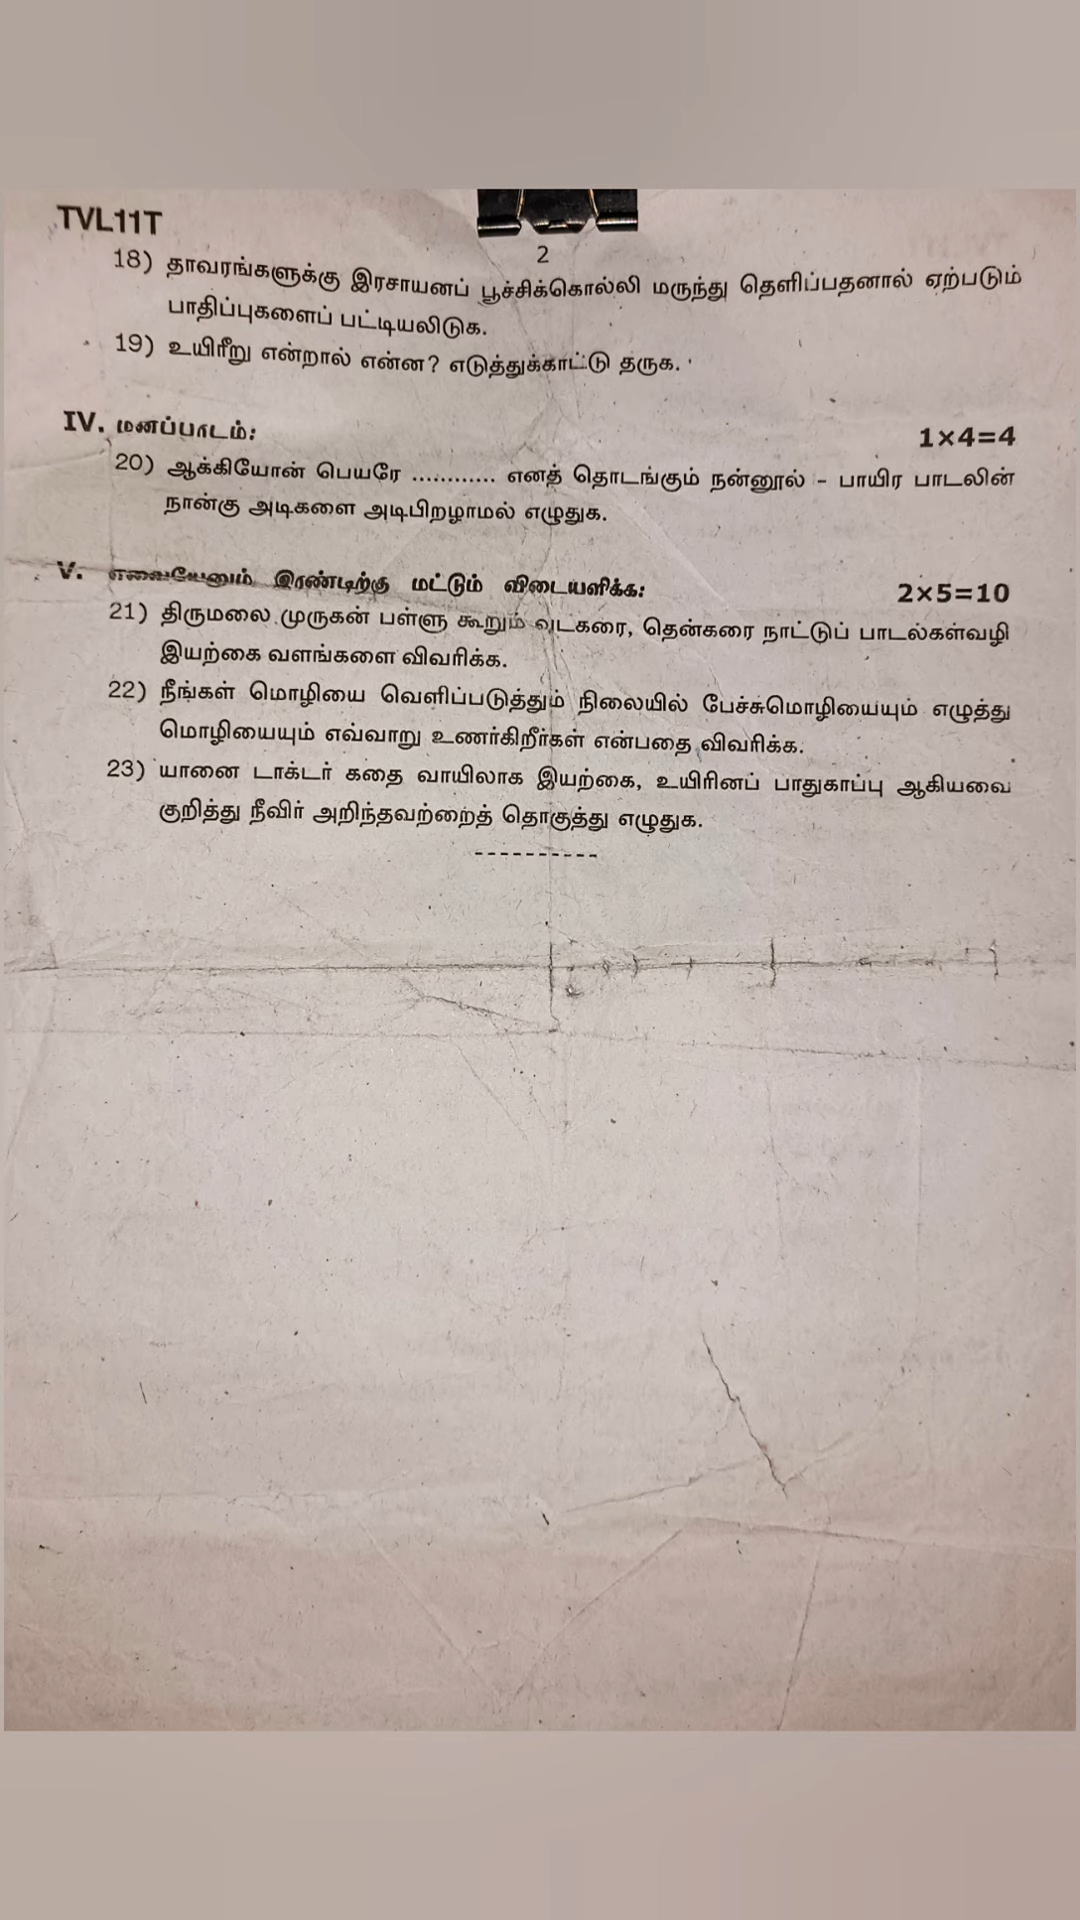 TVL11T
2
18) தாவரங்களுக்கு இரசாயனப் பூச்சிக்கொல்லி மருந்து தெளிப்பதனால் ஏற்படும்
பாதிப்புகளைப் பட்டியலிடுக.
19) உயிரீறு என்றால் என்ன? எடுத்துக்காட்டு தருக.
IV. மனப்பாடம்: 1×4=4
20) ஆக்கியோன் பெயரே ............ எனத் தொடங்கும் நன்னூல் - பாயிர பாடலின்
நான்கு அடிகளை அடிபிறழாமல் எழுதுக.
V. எவையேனும் இரண்டிற்கு மட்டும் விடையளிக்க: 2×5=10
21) திருமலை முருகன் பள்ளு கூறும் வடகரை, தென்கரை நாட்டுப் பாடல்கள்வழி
இயற்கை வளங்களை விவரிக்க.
22) நீங்கள் மொழியை வெளிப்படுத்தும் நிலையில் பேச்சுமொழியையும் எழுத்து
மொழியையும் எவ்வாறு உணர்கிறீர்கள் என்பதை விவரிக்க.
23) யானை டாக்டர் கதை வாயிலாக இயற்கை, உயிரினப் பாதுகாப்பு ஆகியவை
குறித்து நீவிர் அறிந்தவற்றைத் தொகுத்து எழுதுக.
----------